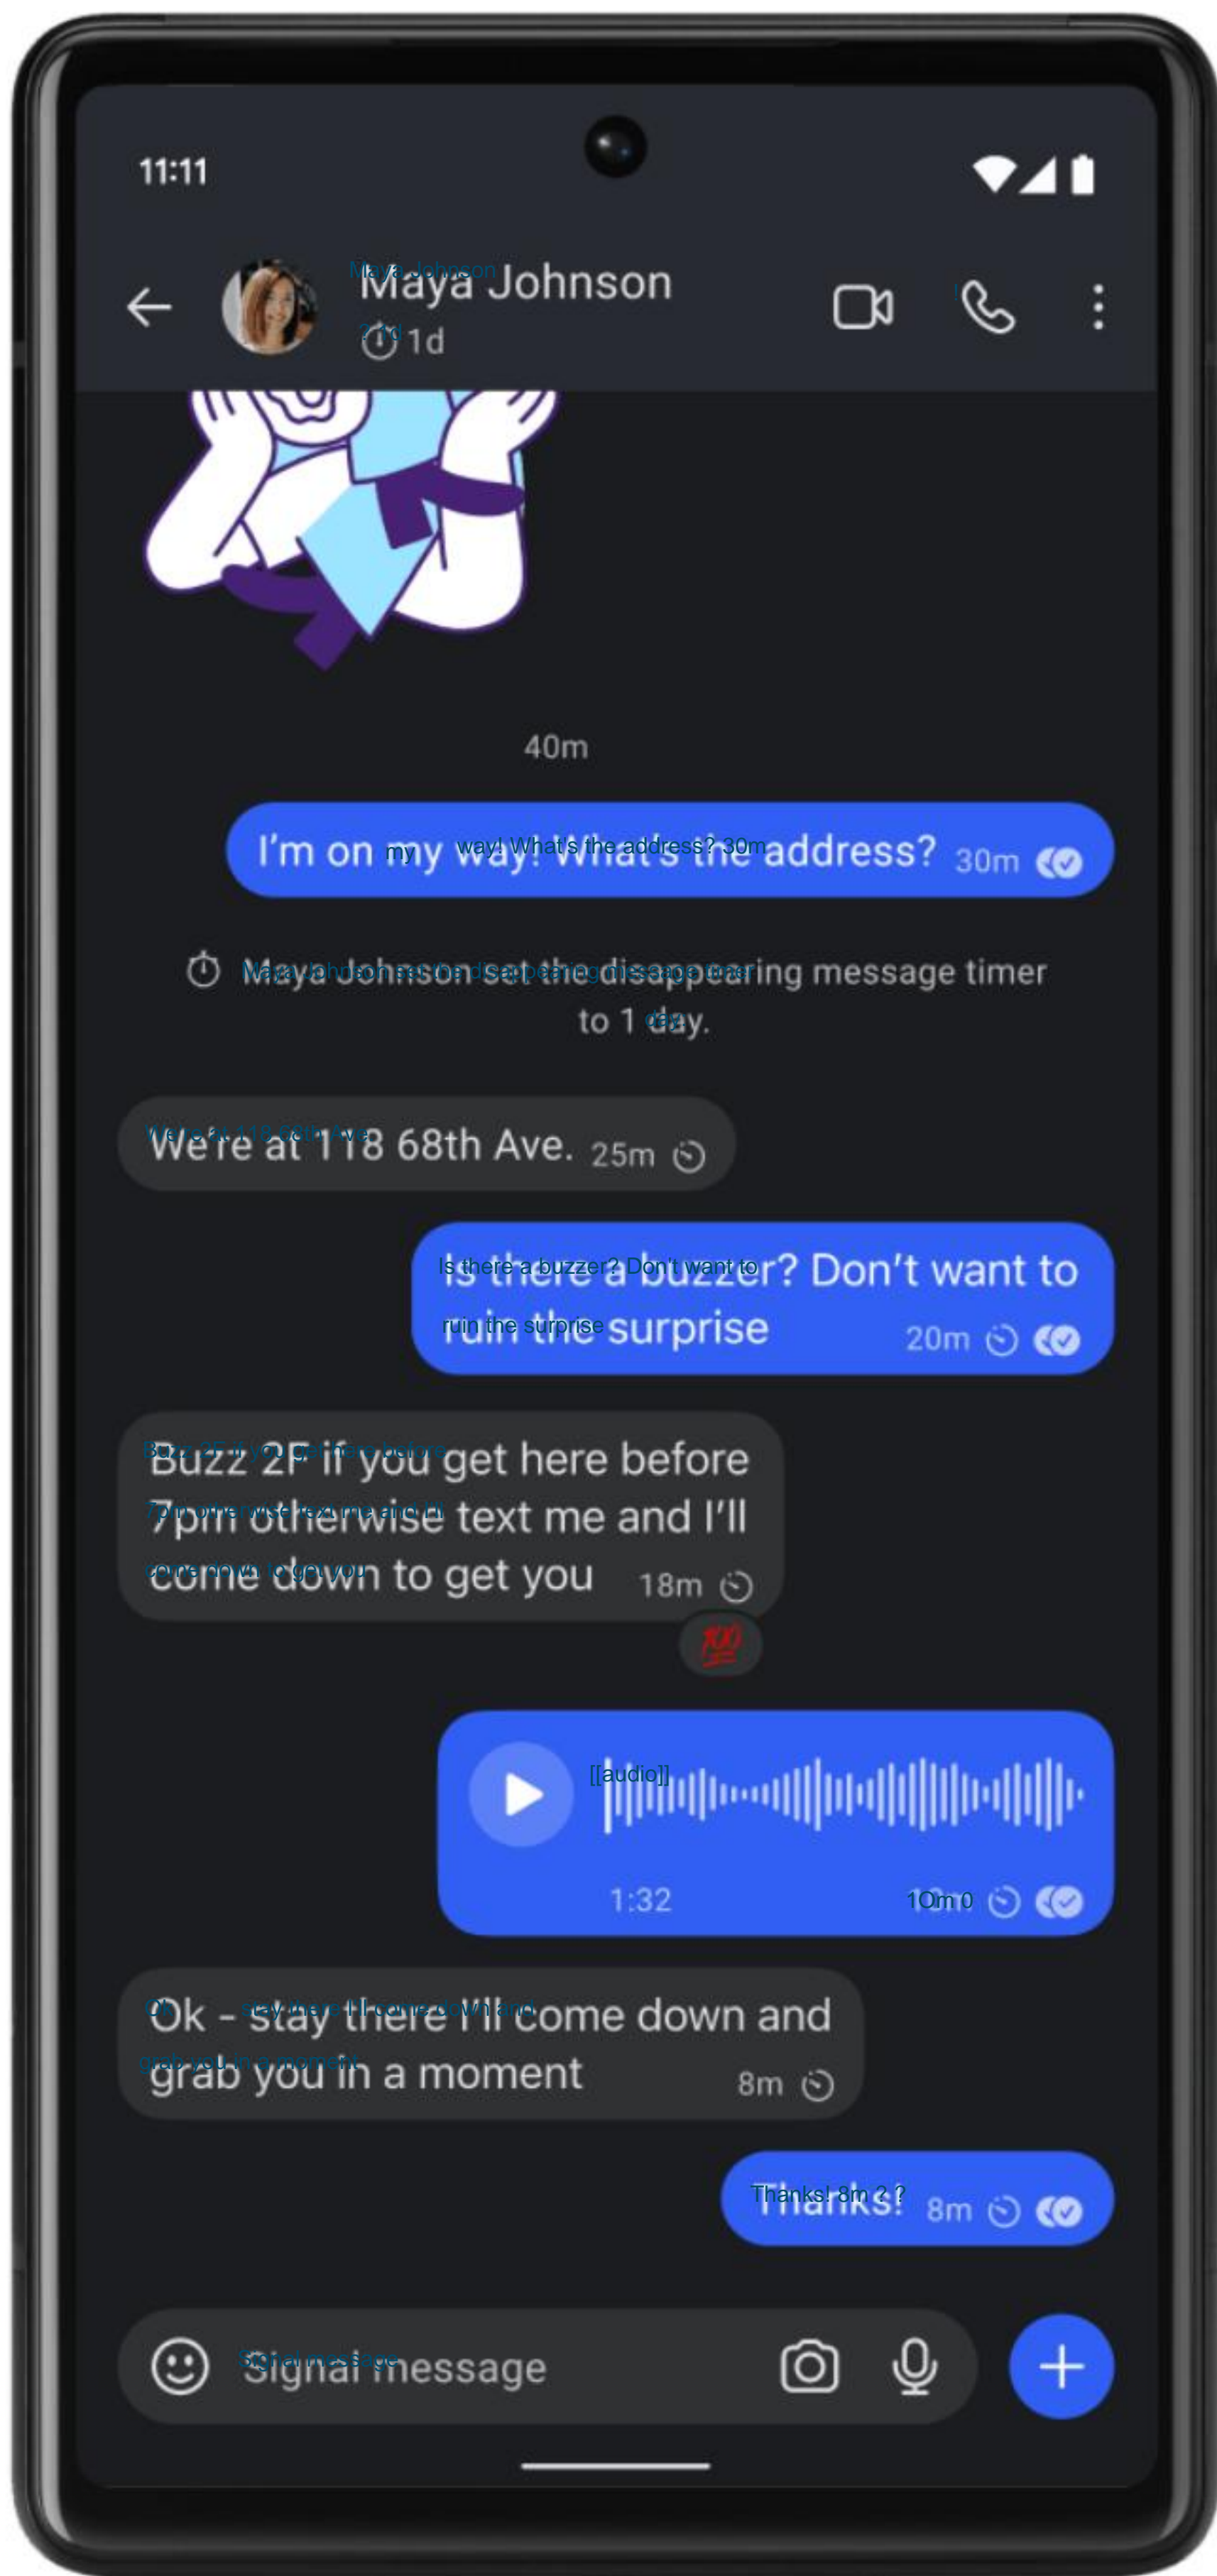 11:11
Maya Johnson
1d
40m
I'm on my way! What's the address? 30m
Maya Johnson set the disappearing message timer
to 1 day.
We're at 118 68th Ave. 25m
Is there a buzzer? Don't want to
ruin the surprise 20m
Buzz 2F if you get here before
7pm otherwise text me and I'll
come down to get you 18m
💯
[[audio]]
1:32 10m
Ok - stay there I'll come down and
grab you in a moment 8m
Thanks! 8m
Signal message